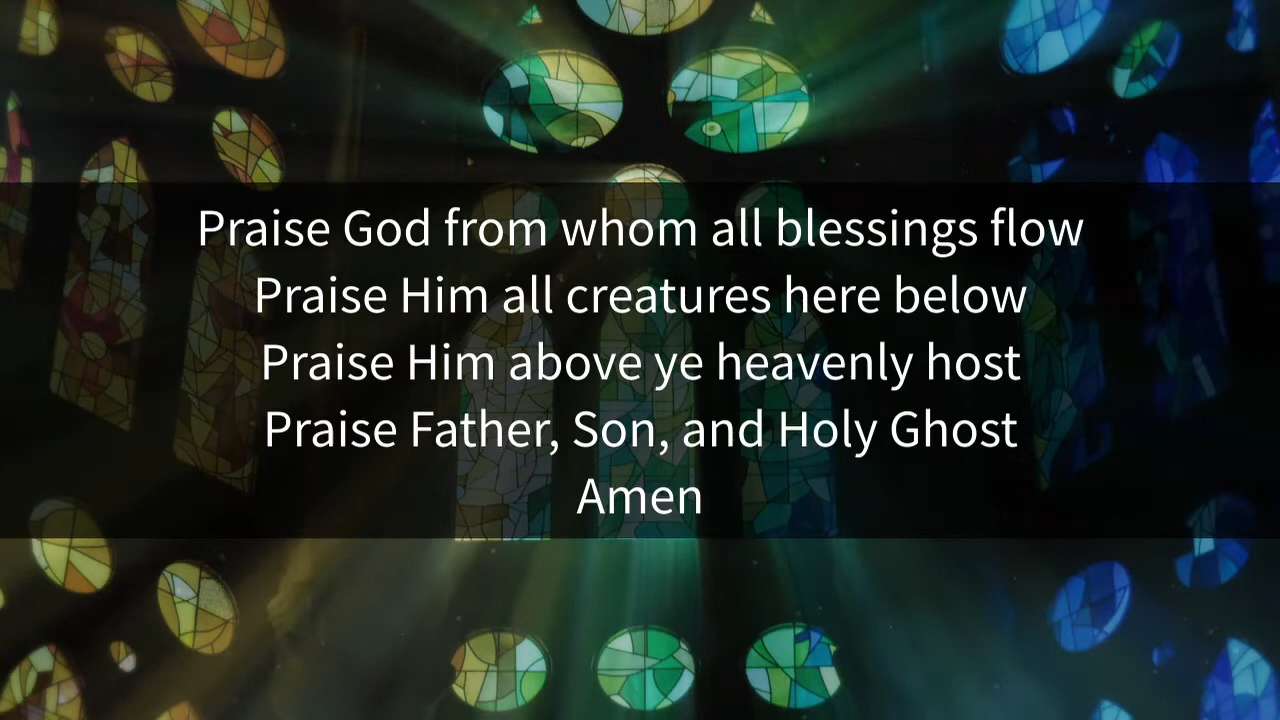 Praise God from whom all blessings flow
Praise Him all creatures here below
Praise Him above ye heavenly host
Praise Father, Son, and Holy Ghost
Amen